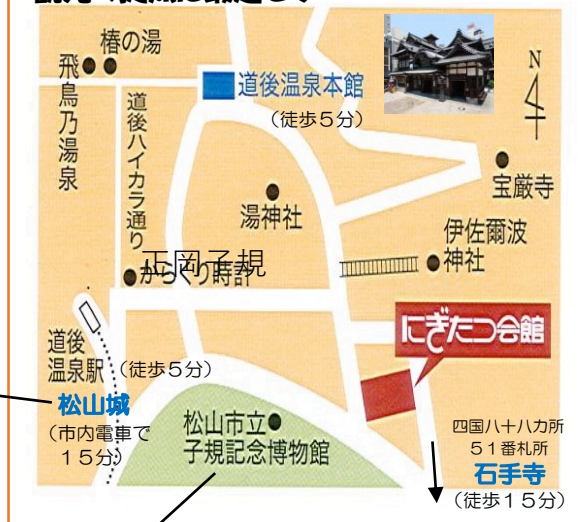 椿の湯
飛鳥乃湯泉
道後ハイカラ通り
道後温泉本館
(徒歩5分)
N
宝厳寺
湯神社
伊佐爾波
神社
正岡子規
からくり時計
にぎたつ会館
道後
温泉駅
(徒歩5分)
松山城
(市内電車で
15分)
松山市立
子規記念博物館
四国八十八カ所
51番札所
石手寺
(徒歩15分)